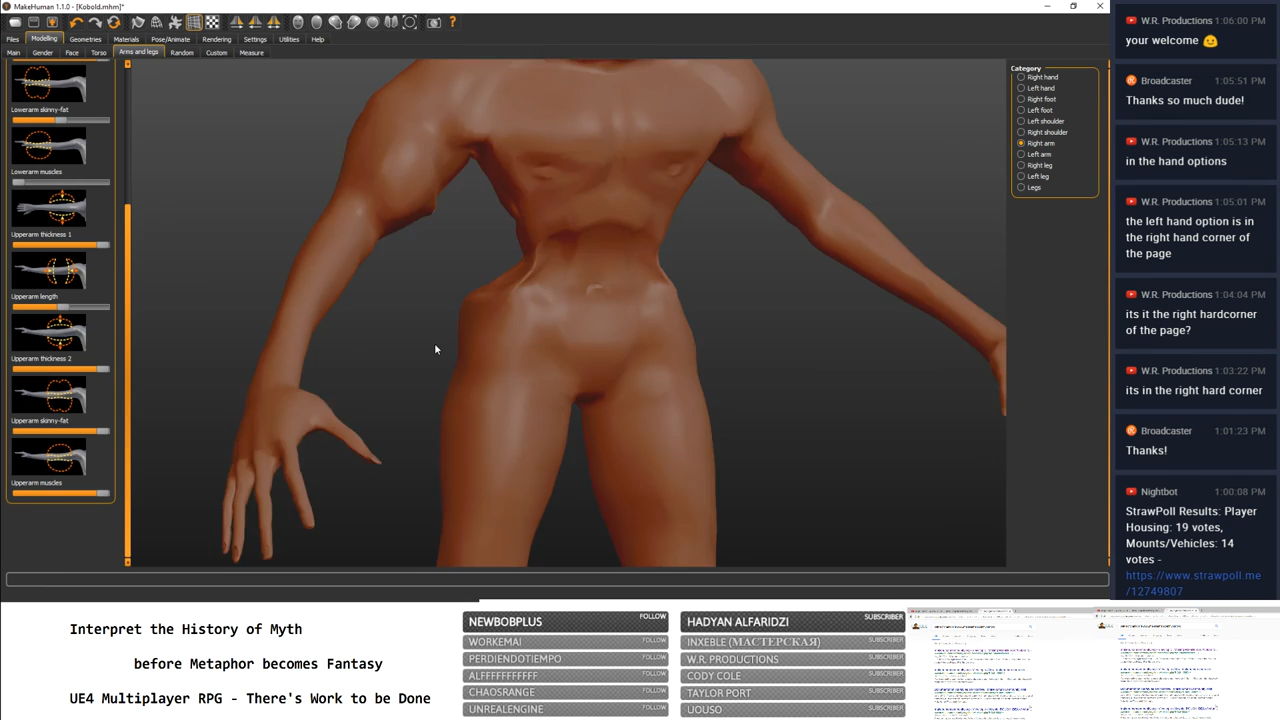 MakeHuman 1.1.0 - [Kobold.mhm]*
Files
Modelling
Geometries
Materials
Pose/Animate
Rendering
Settings
Utilities
Help
Main
Gender
Face
Torso
Arms and legs
Random
Custom
Measure
Lowerarm skinny-fat
Lowerarm muscles
Upperarm thickness 1
Upperarm length
Upperarm thickness 2
Upperarm skinny-fat
Upperarm muscles
Category
Right hand
Left hand
Right foot
Left foot
Left shoulder
Right shoulder
Right arm
Left arm
Right leg
Left leg
Legs
W.R. Productions 1:06:00 PM
your welcome
Broadcaster 1:05:51 PM
Thanks so much dude!
W.R. Productions 1:05:13 PM
in the hand options
W.R. Productions 1:05:01 PM
the left hand option is in
the right hand corner of
the page
W.R. Productions 1:04:04 PM
its it the right hardcorner
of the page?
W.R. Productions 1:03:22 PM
its in the right hard corner
Broadcaster 1:01:23 PM
Thanks!
Nightbot 1:00:08 PM
StrawPoll Results: Player
Housing: 19 votes,
Mounts/Vehicles: 14
votes -
https://www.strawpoll.me
/12749807
Interpret the History of Myth
before Metaphor Divines Fantasy
UE4 Multiplayer RPG - There's Work to be Done
NEWBOBPLUS FOLLOW
WORKEMAI FOLLOW
PERDIENDOTIEMPO FOLLOW
ALFFFFFFFFFF FOLLOW
CHAOSRANGE FOLLOW
UNREALENGINE FOLLOW
HADYAN ALFARIDZI SUBSCRIBER
INXEBLE (МАСТЕРСКАЯ) SUBSCRIBER
W.R. PRODUCTIONS SUBSCRIBER
CODY COLE SUBSCRIBER
TAYLOR PORT SUBSCRIBER
UOUSO SUBSCRIBER